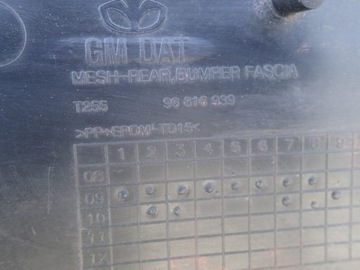 GM DAT
MESH-REAR,BUMPER FASCIA
T255 96 816 939
>PP+EPDM-TD15<
1 2 3 4 5 6 7 8 9
08
09
10
11
12